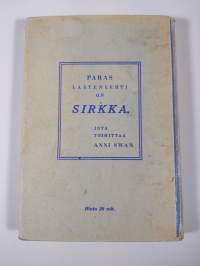 PARAS
LASTENLEHTI
ON
SIRKKA,
JOTA
TOIMITTAA
ANNI SWAN
Hinta 20 mk.